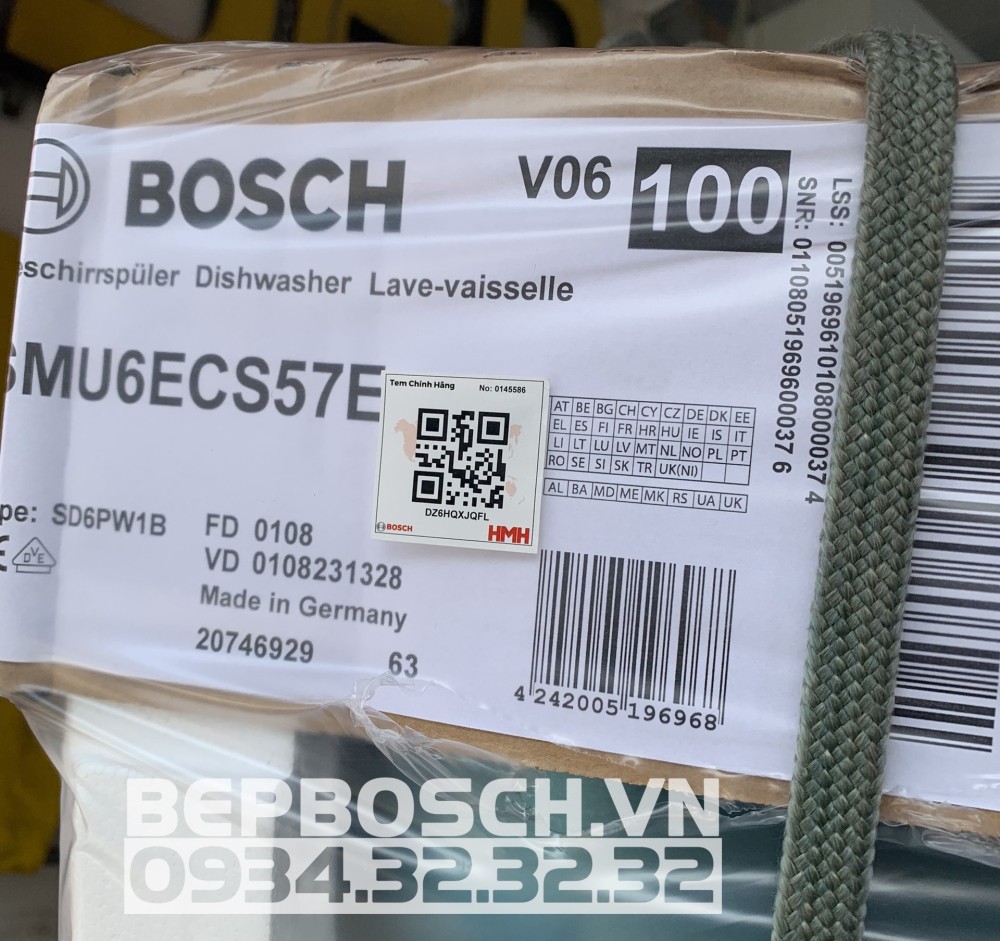 BOSCH
V06
100
eschirrspüler Dishwasher Lave-vaisselle
SMU6ECS57E
Tem Chính Hãng No: 0145586
DZ6HQXJQFL
BOSCH
HMH
AT BE BG CH CY CZ DE DK EE
EL ES FI FR HR HU IE IS IT
LI LT LU LV MT NL NO PL PT
RO SE SI SK TR UK(NI)
AL BA MD ME MK RS UA UK
LSS: 00519696101080000037 4
SNR: 01108051969600037 6
pe: SD6PW1B
FD 0108
VD 0108231328
Made in Germany
20746929 63
DVE
4 242005 196968
BEPBOSCH.VN
0934.32.32.32